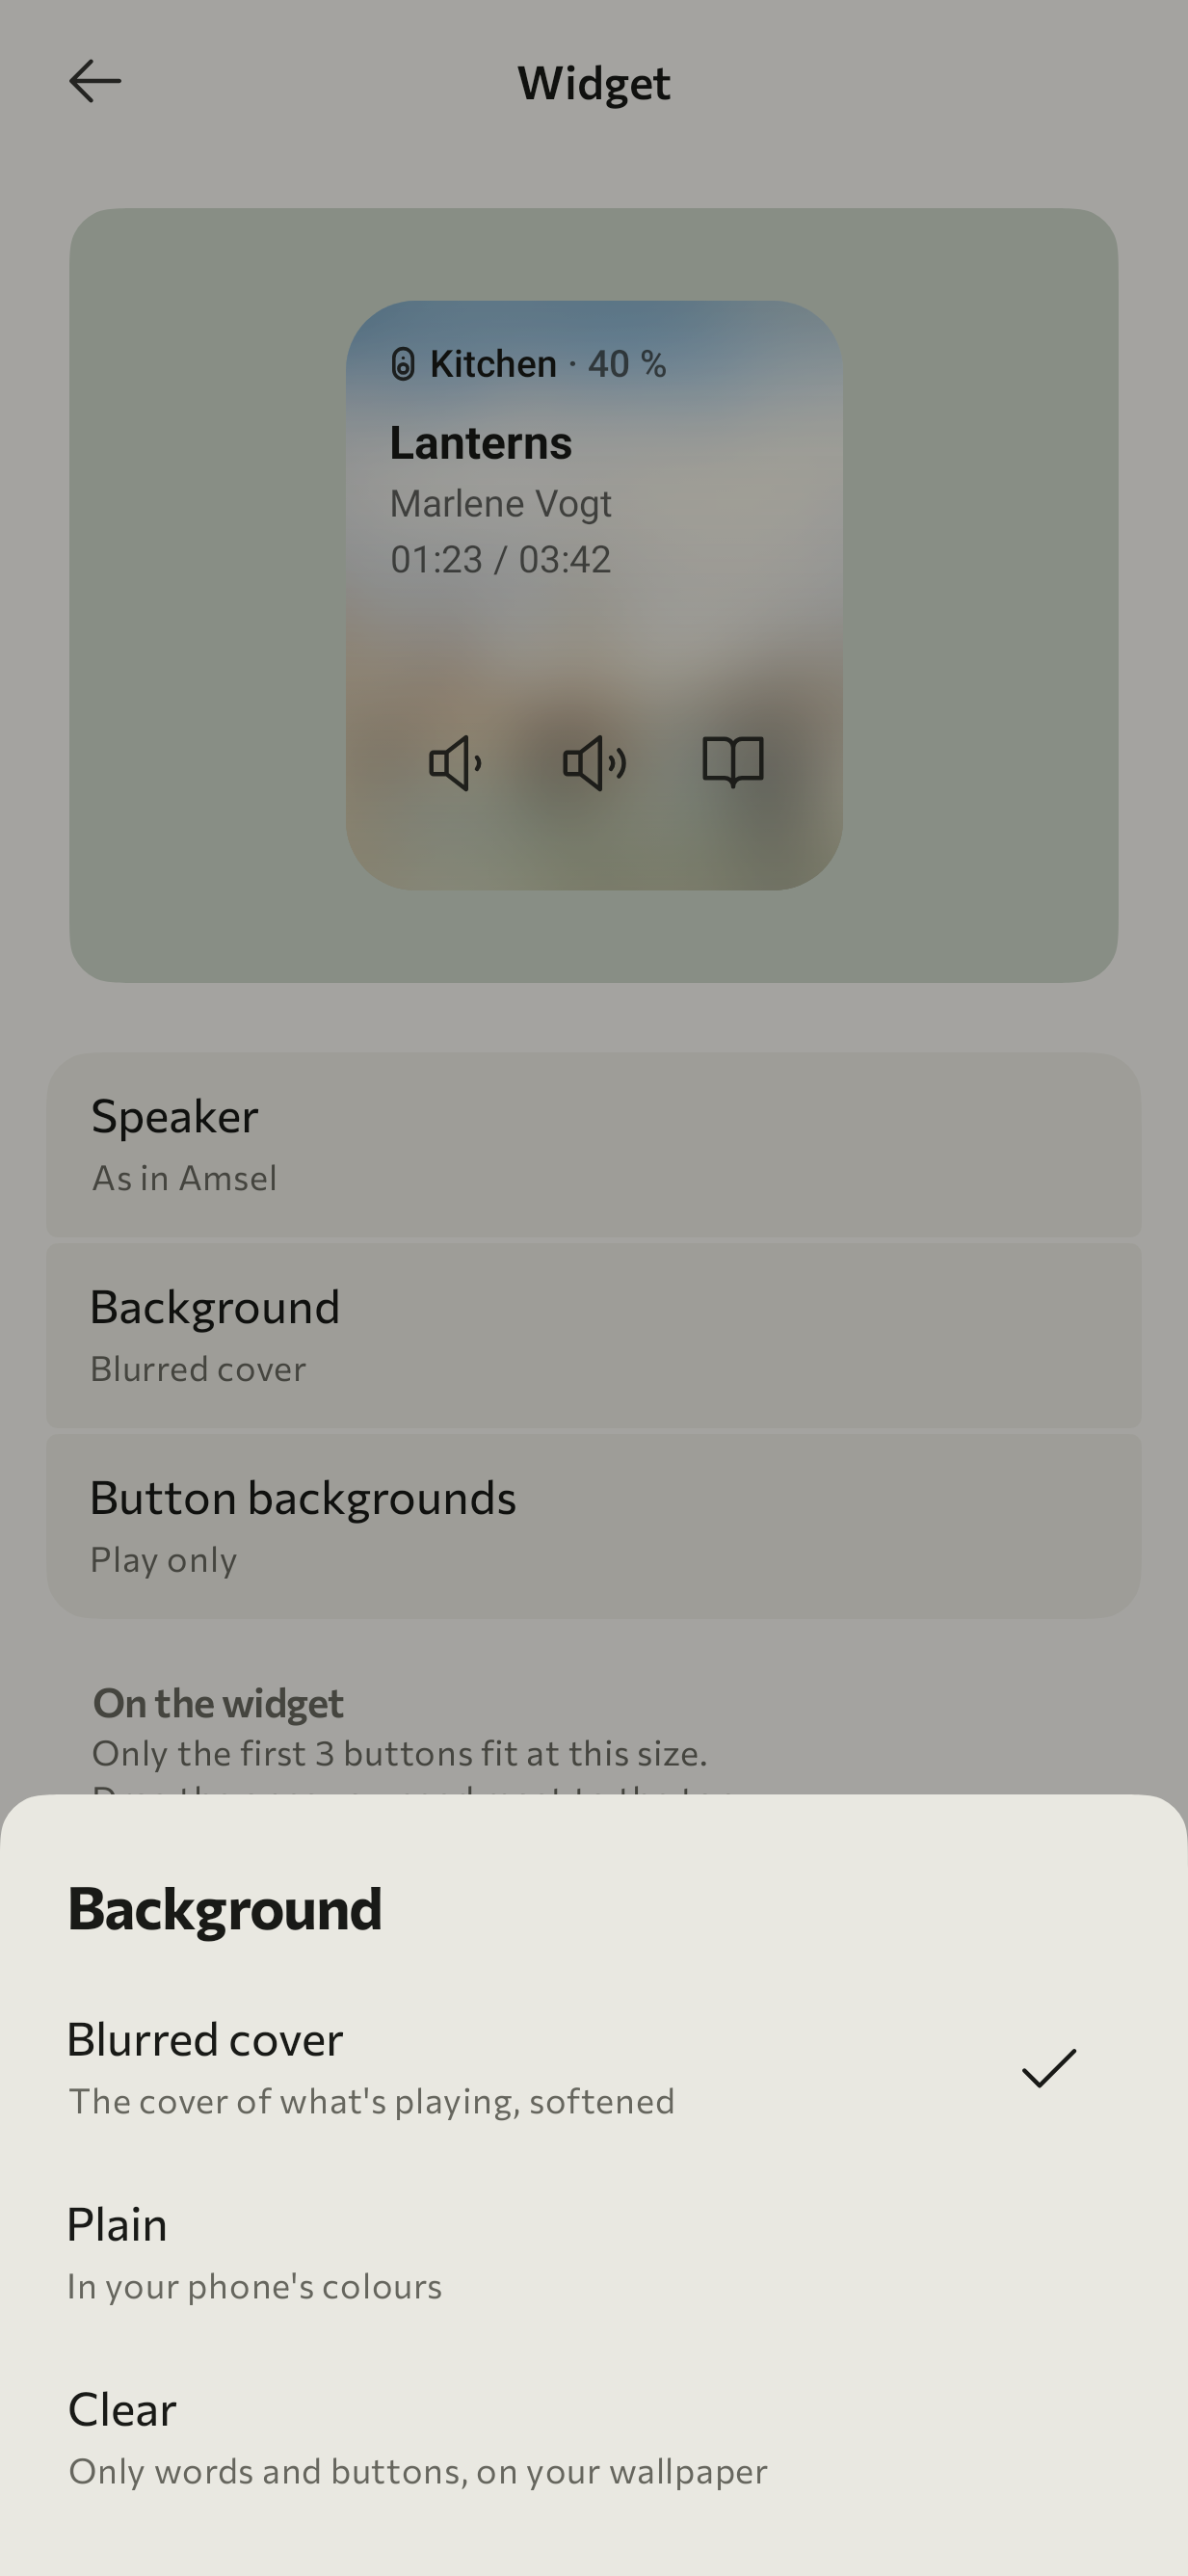 Widget
Kitchen · 40 %
Lanterns
Marlene Vogt
01:23 / 03:42
Speaker
As in Amsel
Background
Blurred cover
Button backgrounds
Play only
On the widget
Only the first 3 buttons fit at this size.
Background
Blurred cover
The cover of what's playing, softened
Plain
In your phone's colours
Clear
Only words and buttons, on your wallpaper